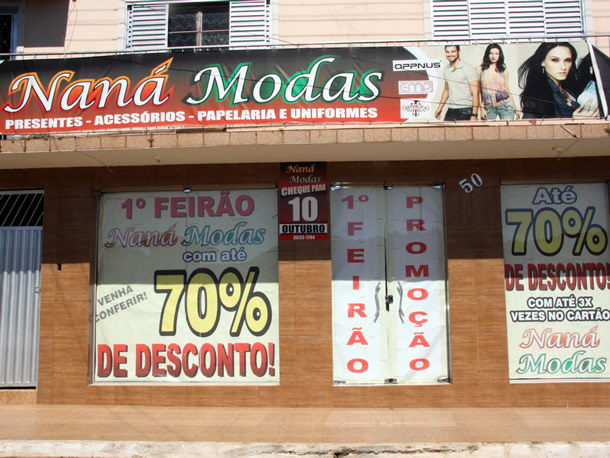 Naná Modas
PRESENTES - ACESSÓRIOS - PAPELARIA E UNIFORMES
OPPNUS
EMPI
Naná
Modas
CHEQUE PARA
10
OUTUBRO
50
1º FEIRÃO
Naná Modas
com até
VENHA
CONFERIR!
70%
DE DESCONTO!
1º FEIRÃO
PROMOÇÃO
Até
70%
DE DESCONTO!
COM ATÉ 3X
VEZES NO CARTÃO
Naná
Modas